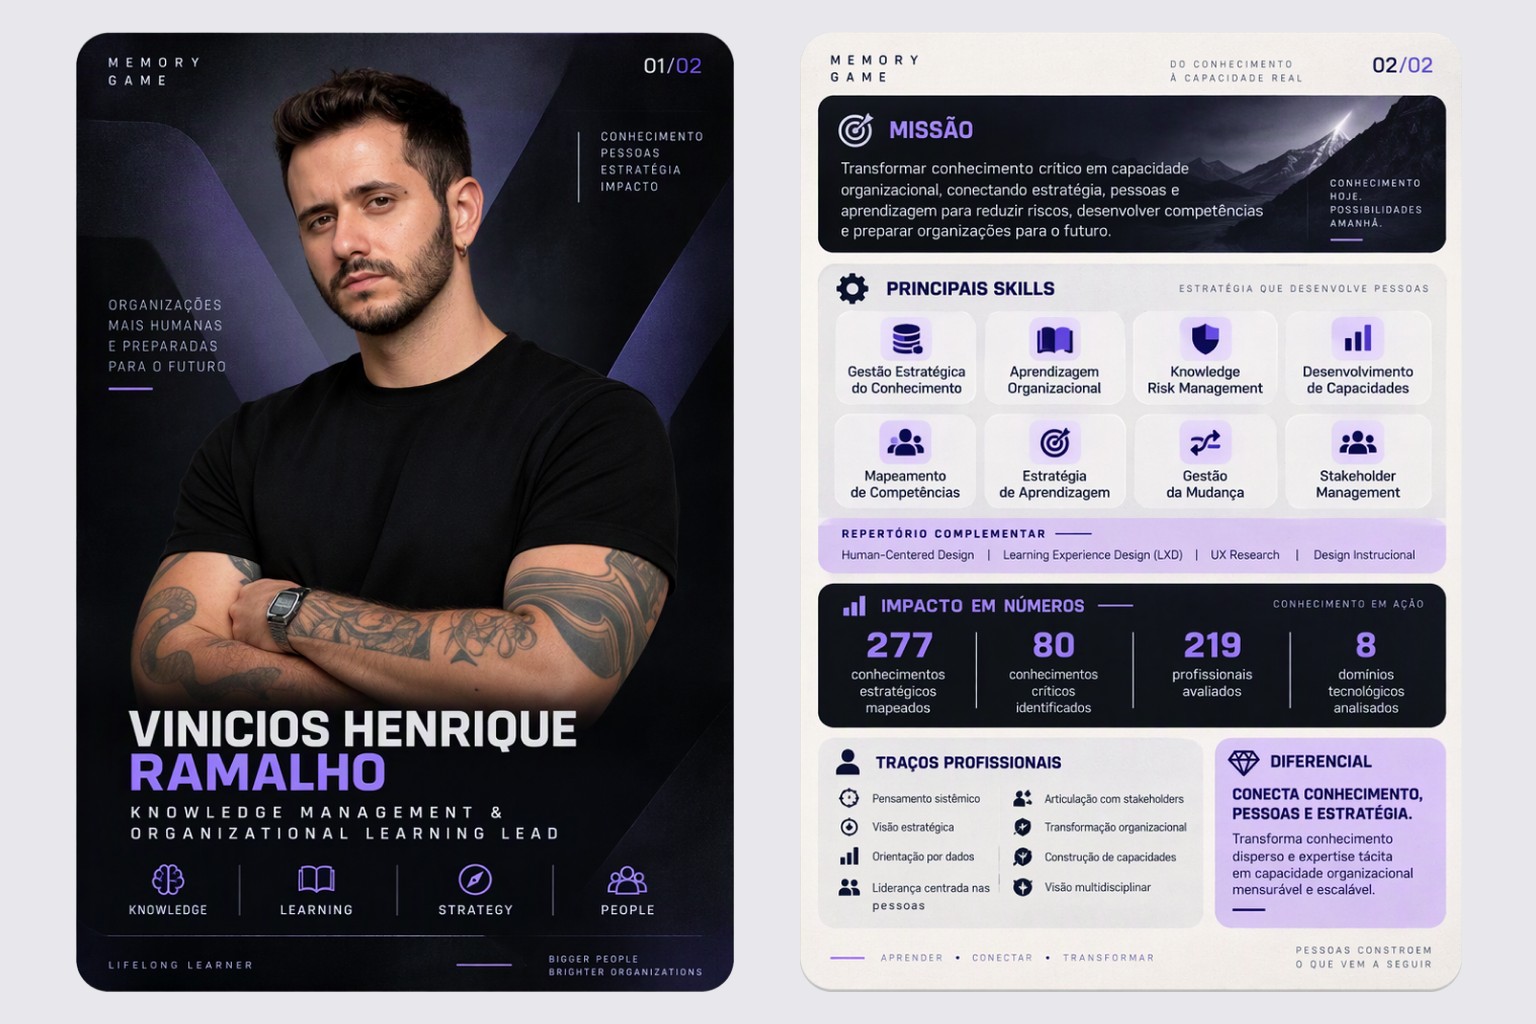 MEMORY
GAME
01/02
CONHECIMENTO
PESSOAS
ESTRATÉGIA
IMPACTO
ORGANIZAÇÕES
MAIS HUMANAS
E PREPARADAS
PARA O FUTURO
VINICIOS HENRIQUE
RAMALHO
KNOWLEDGE MANAGEMENT &
ORGANIZATIONAL LEARNING LEAD
KNOWLEDGE
LEARNING
STRATEGY
PEOPLE
LIFELONG LEARNER
BIGGER PEOPLE
BRIGHTER ORGANIZATIONS
MEMORY
GAME
DO CONHECIMENTO
À CAPACIDADE REAL
02/02
MISSÃO
Transformar conhecimento crítico em capacidade
organizacional, conectando estratégia, pessoas e
aprendizagem para reduzir riscos, desenvolver competências
e preparar organizações para o futuro.
CONHECIMENTO
HOJE.
POSSIBILIDADES
AMANHÃ.
PRINCIPAIS SKILLS
ESTRATÉGIA QUE DESENVOLVE PESSOAS
Gestão Estratégica
do Conhecimento
Aprendizagem
Organizacional
Knowledge
Risk Management
Desenvolvimento
de Capacidades
Mapeamento
de Competências
Estratégia
de Aprendizagem
Gestão
da Mudança
Stakeholder
Management
REPERTÓRIO COMPLEMENTAR
Human-Centered Design | Learning Experience Design (LXD) | UX Research | Design Instrucional
IMPACTO EM NÚMEROS
CONHECIMENTO EM AÇÃO
277
conhecimentos
estratégicos
mapeados
80
conhecimentos
críticos
identificados
219
profissionais
avaliados
8
domínios
tecnológicos
analisados
TRAÇOS PROFISSIONAIS
Pensamento sistêmico
Visão estratégica
Orientação por dados
Liderança centrada nas
pessoas
Articulação com stakeholders
Transformação organizacional
Construção de capacidades
Visão multidisciplinar
DIFERENCIAL
CONECTA CONHECIMENTO,
PESSOAS E ESTRATÉGIA.
Transforma conhecimento
disperso e expertise tácita
em capacidade organizacional
mensurável e escalável.
APRENDER • CONECTAR • TRANSFORMAR
PESSOAS CONSTROEM
O QUE VEM A SEGUIR